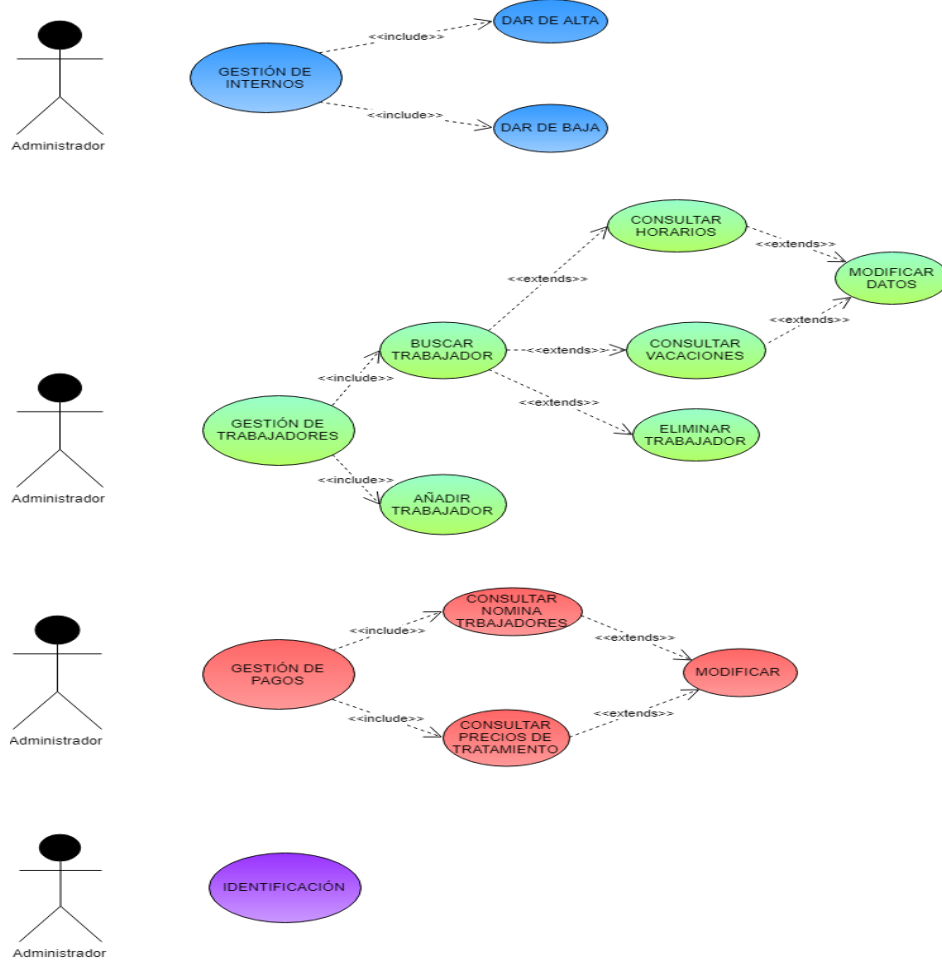 DAR DE ALTA
<<include>>
GESTIÓN DE
INTERNOS
<<include>>
DAR DE BAJA
Administrador
CONSULTAR
HORARIOS
<<extends>>
MODIFICAR
DATOS
<<extends>>
<<extends>>
BUSCAR
TRABAJADOR
<<extends>>
CONSULTAR
VACACIONES
<<include>>
<<extends>>
GESTIÓN DE
TRABAJADORES
ELIMINAR
TRABAJADOR
<<include>>
AÑADIR
TRABAJADOR
Administrador
CONSULTAR
NOMINA
TRBAJADORES
<<include>>
<<extends>>
GESTIÓN DE
PAGOS
MODIFICAR
<<include>>
<<extends>>
CONSULTAR
PRECIOS DE
TRATAMIENTO
Administrador
IDENTIFICACIÓN
Administrador